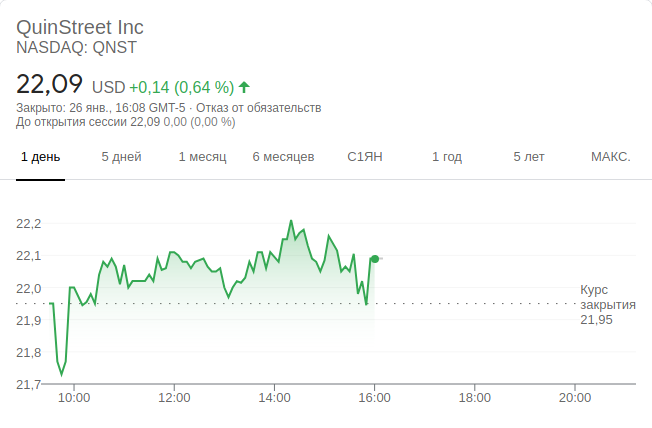 QuinStreet Inc
NASDAQ: QNST
22,09 USD +0,14 (0,64 %)
Закрыто: 26 янв., 16:08 GMT-5 · Отказ от обязательств
До открытия сессии 22,09 0,00 (0,00 %)
1 день 5 дней 1 месяц 6 месяцев С1ЯН 1 год 5 лет МАКС.
22,2
22,1
22,0
21,9
21,8
21,7
Курс
закрытия
21,95
10:00 12:00 14:00 16:00 18:00 20:00